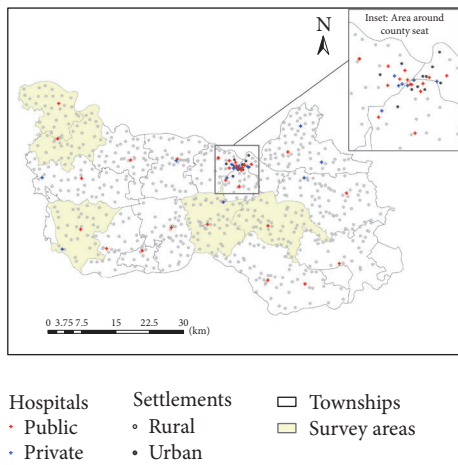 Inset: Area around
county seat
N
0 3.75 7.5 15 22.5 30
(km)
Hospitals
Public
Private
Settlements
Rural
Urban
Townships
Survey areas